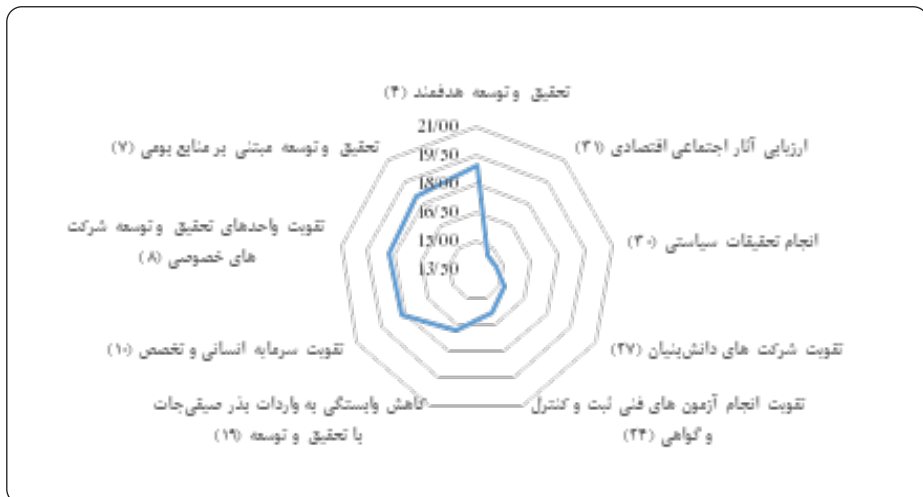 تحقیق و توسعه هدفمند (۴)
ارزیابی آثار اجتماعی اقتصادی (۳۱)
انجام تحقیقات سیاستی (۳۰)
تقویت شرکت های دانش‌بنیان (۲۷)
تقویت انجام آزمون های فنی ثبت و کنترل
و گواهی (۲۴)
کاهش وابستگی به واردات بذر صیفی‌جات
با تحقیق و توسعه (۱۹)
تقویت سرمایه انسانی و تخصص (۱۰)
تقویت واحدهای تحقیق و توسعه شرکت
های خصوصی (۸)
تحقیق و توسعه مبتنی بر منابع بومی (۷)
21/00
19/50
18/00
16/50
15/00
13/50